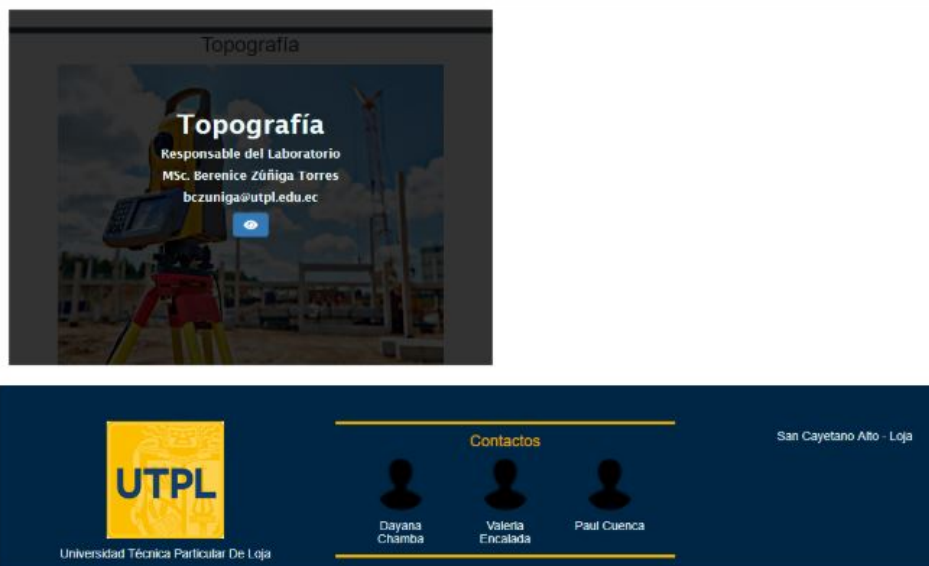 Topografía
Topografía
Responsable del Laboratorio
MSc. Berenice Zúñiga Torres
bczuniga@utpl.edu.ec
UTPL
Universidad Técnica Particular De Loja
Contactos
Dayana
Chamba
Valeria
Encalada
Paul Cuenca
San Cayetano Alto - Loja